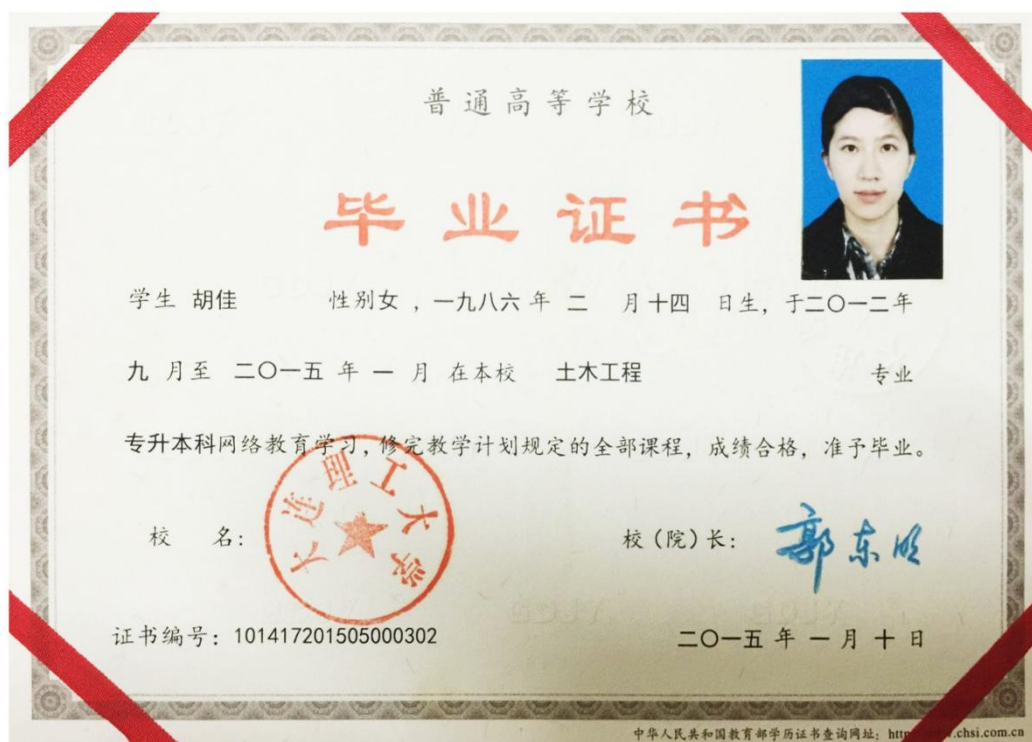 普通高等学校
毕业证书
学生 胡佳 性别女，一九八六年 二 月十四 日生，于二〇一二年
九 月至 二〇一五 年 一 月 在本校 土木工程 专业
专升本科网络教育学习，修完教学计划规定的全部课程，成绩合格，准予毕业。
大连理工大学
校 名： 校（院）长： 郭东明
证书编号：101417201505000302 二〇一五 年 一 月 十 日
中华人民共和国教育部学历证书查询网址：http .chsi.com.cn